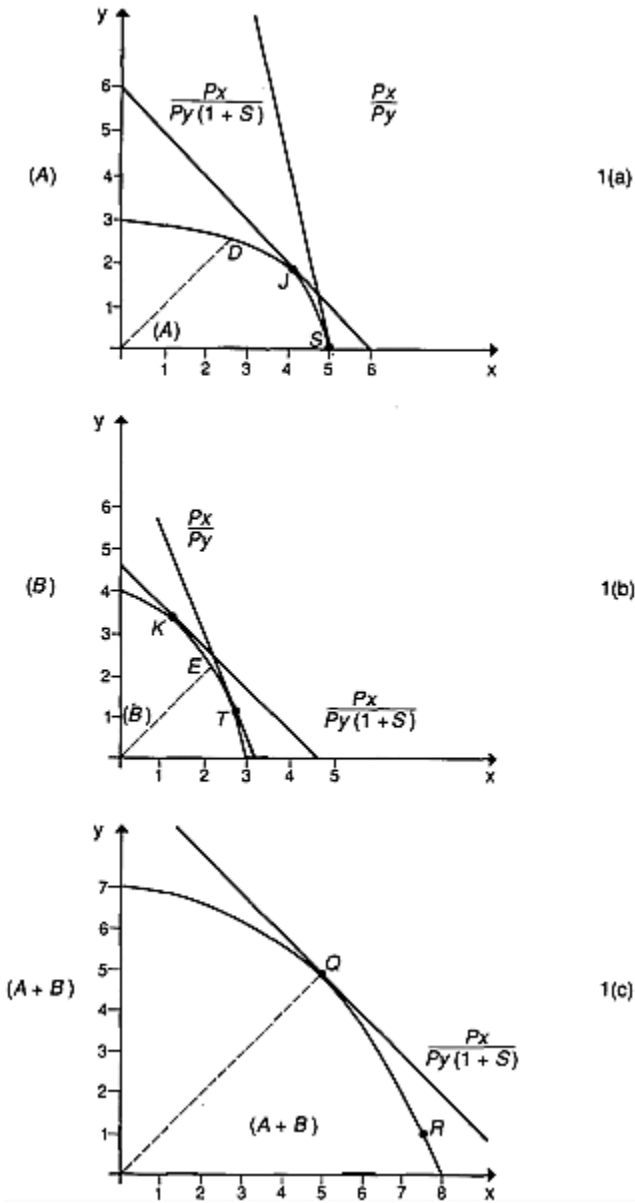 y
6
5
4
3
2
1
Px
Py (1 + S)
Px
Py
(A)
1(a)
D
J
S
(A)
1 2 3 4 5 6
x
y
6
5
4
3
2
1
Px
Py
(B)
1(b)
K
E
T
(B)
Px
Py (1 + S)
1 2 3 4 5
x
y
7
6
5
4
3
2
1
Q
(A + B)
1(c)
Px
Py (1 + S)
(A + B)
R
1 2 3 4 5 6 7 8
x